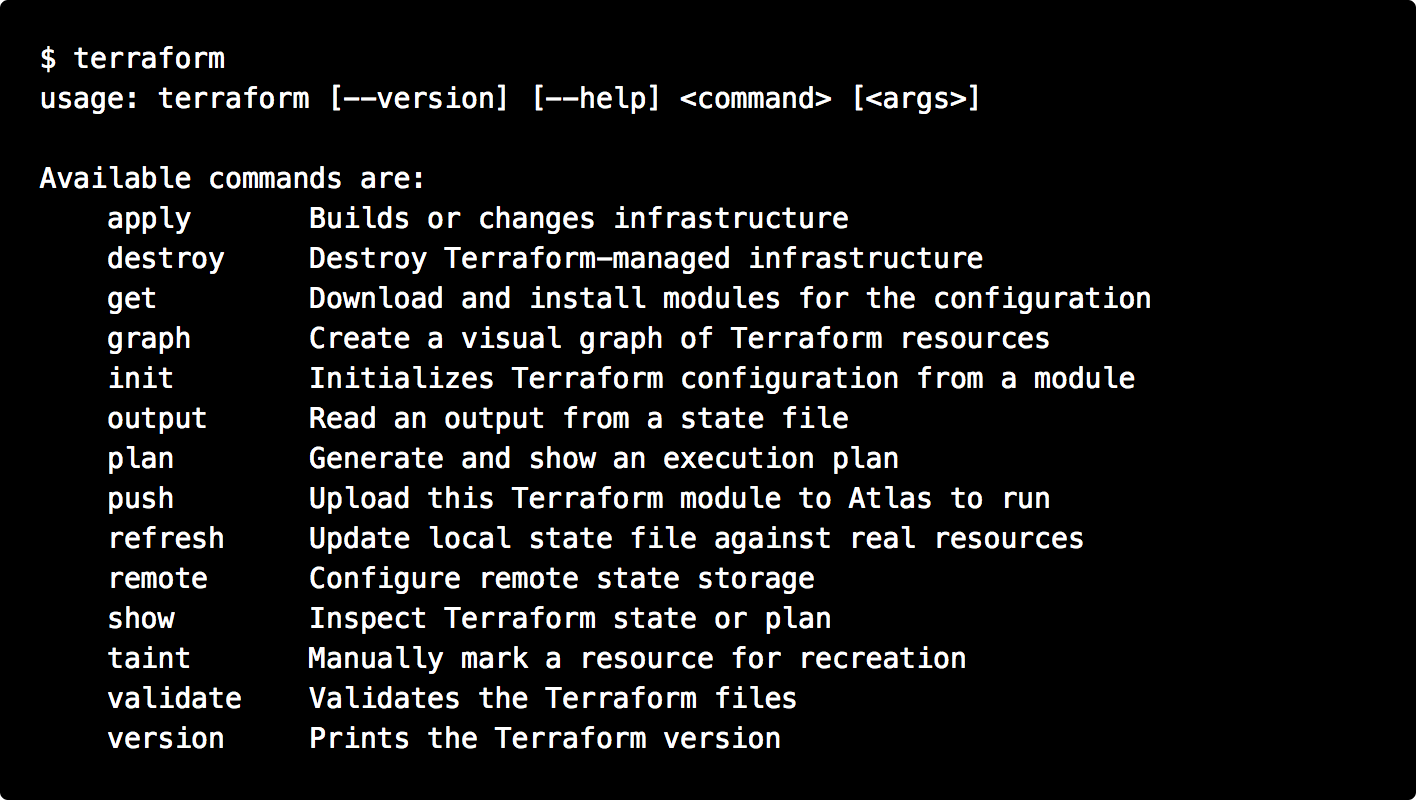 $ terraform
usage: terraform [--version] [--help] <command> [<args>]

Available commands are:
    apply       Builds or changes infrastructure
    destroy     Destroy Terraform-managed infrastructure
    get         Download and install modules for the configuration
    graph       Create a visual graph of Terraform resources
    init        Initializes Terraform configuration from a module
    output      Read an output from a state file
    plan        Generate and show an execution plan
    push        Upload this Terraform module to Atlas to run
    refresh     Update local state file against real resources
    remote      Configure remote state storage
    show        Inspect Terraform state or plan
    taint       Manually mark a resource for recreation
    validate    Validates the Terraform files
    version     Prints the Terraform version